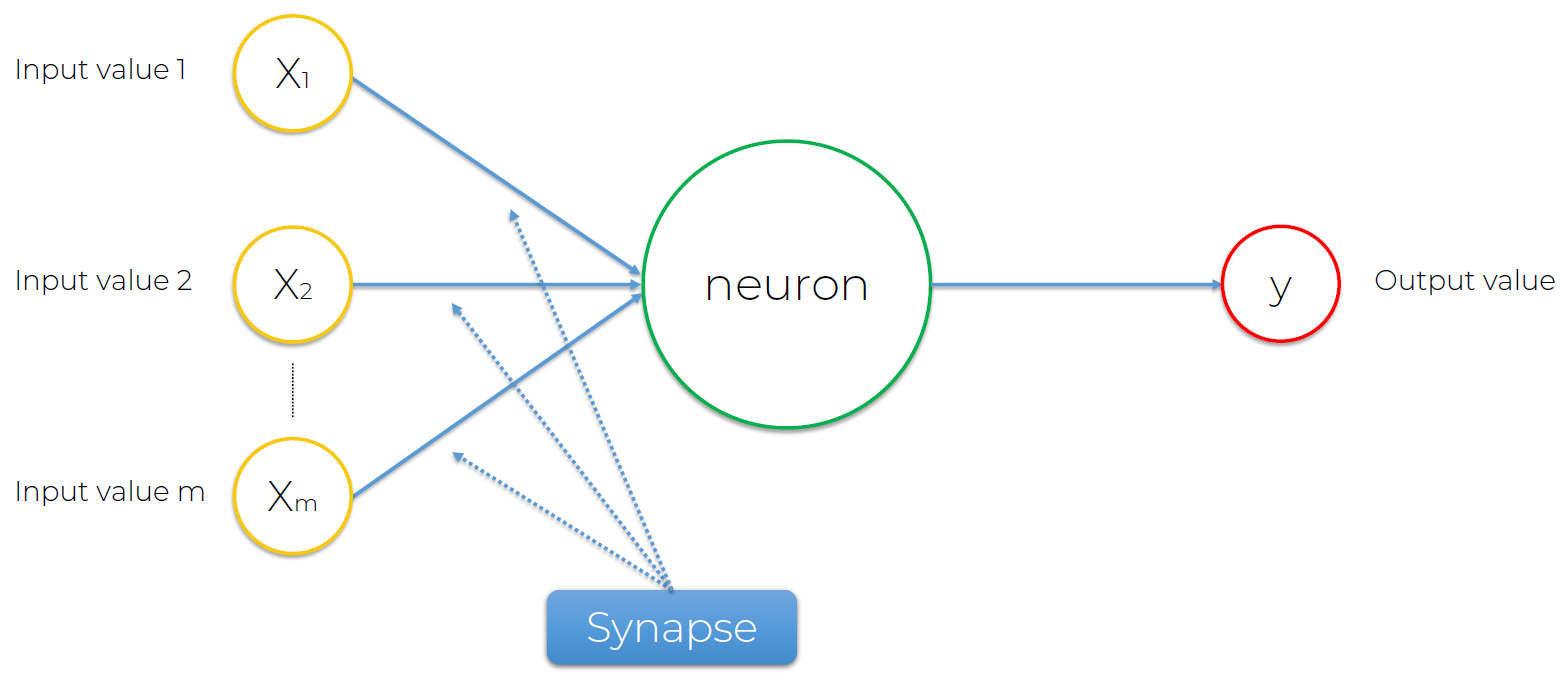 Input value 1
X₁
Input value 2
X₂
neuron
y
Output value
Input value m
Xₘ
Synapse